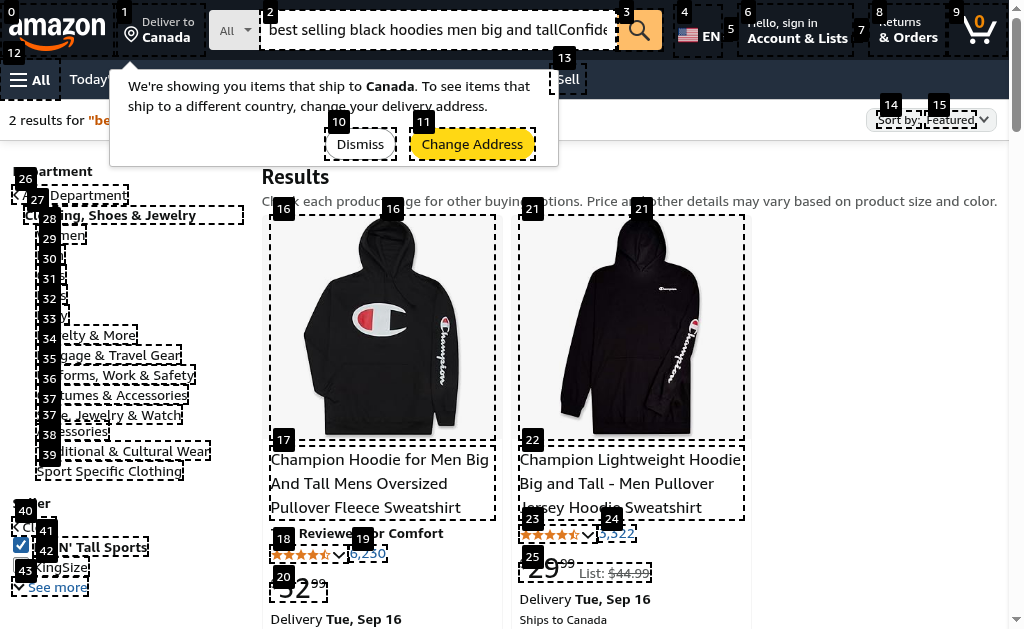 amazon
Deliver to
Canada
All
best selling black hoodies men big and tallConfide
EN
Hello, sign in
Account & Lists
Returns
& Orders
0
All
Today'
Sell
We're showing you items that ship to Canada. To see items that
ship to a different country, change your delivery address.
Dismiss
Change Address
2 results for "be
Sort by: Featured
Department
Department
Clothing, Shoes & Jewelry
& More
& Travel Gear
Uniforms, Work & Safety
Costumes & Accessories
Jewelry & Watch
Accessories
Traditional & Cultural Wear
Sport Specific Clothing
Seller
N' Tall Sports
KingSize
See more
Results
Check each product page for other buying options. Price and other details may vary based on product size and color.
Champion
Champion Hoodie for Men Big
And Tall Mens Oversized
Pullover Fleece Sweatshirt
Reviewed for Comfort
6,230
32 99
Delivery Tue, Sep 16
Champion
Champion
Champion Lightweight Hoodie
Big and Tall - Men Pullover
Jersey Hoodie Sweatshirt
3,322
29 99 List: $44.99
Delivery Tue, Sep 16
Ships to Canada
0
1
2
3
4
5
6
7
8
9
10
11
12
13
14
15
16
16
17
18
19
20
21
21
22
23
24
25
26
27
28
29
30
31
32
33
34
35
36
37
37
38
39
40
41
42
43